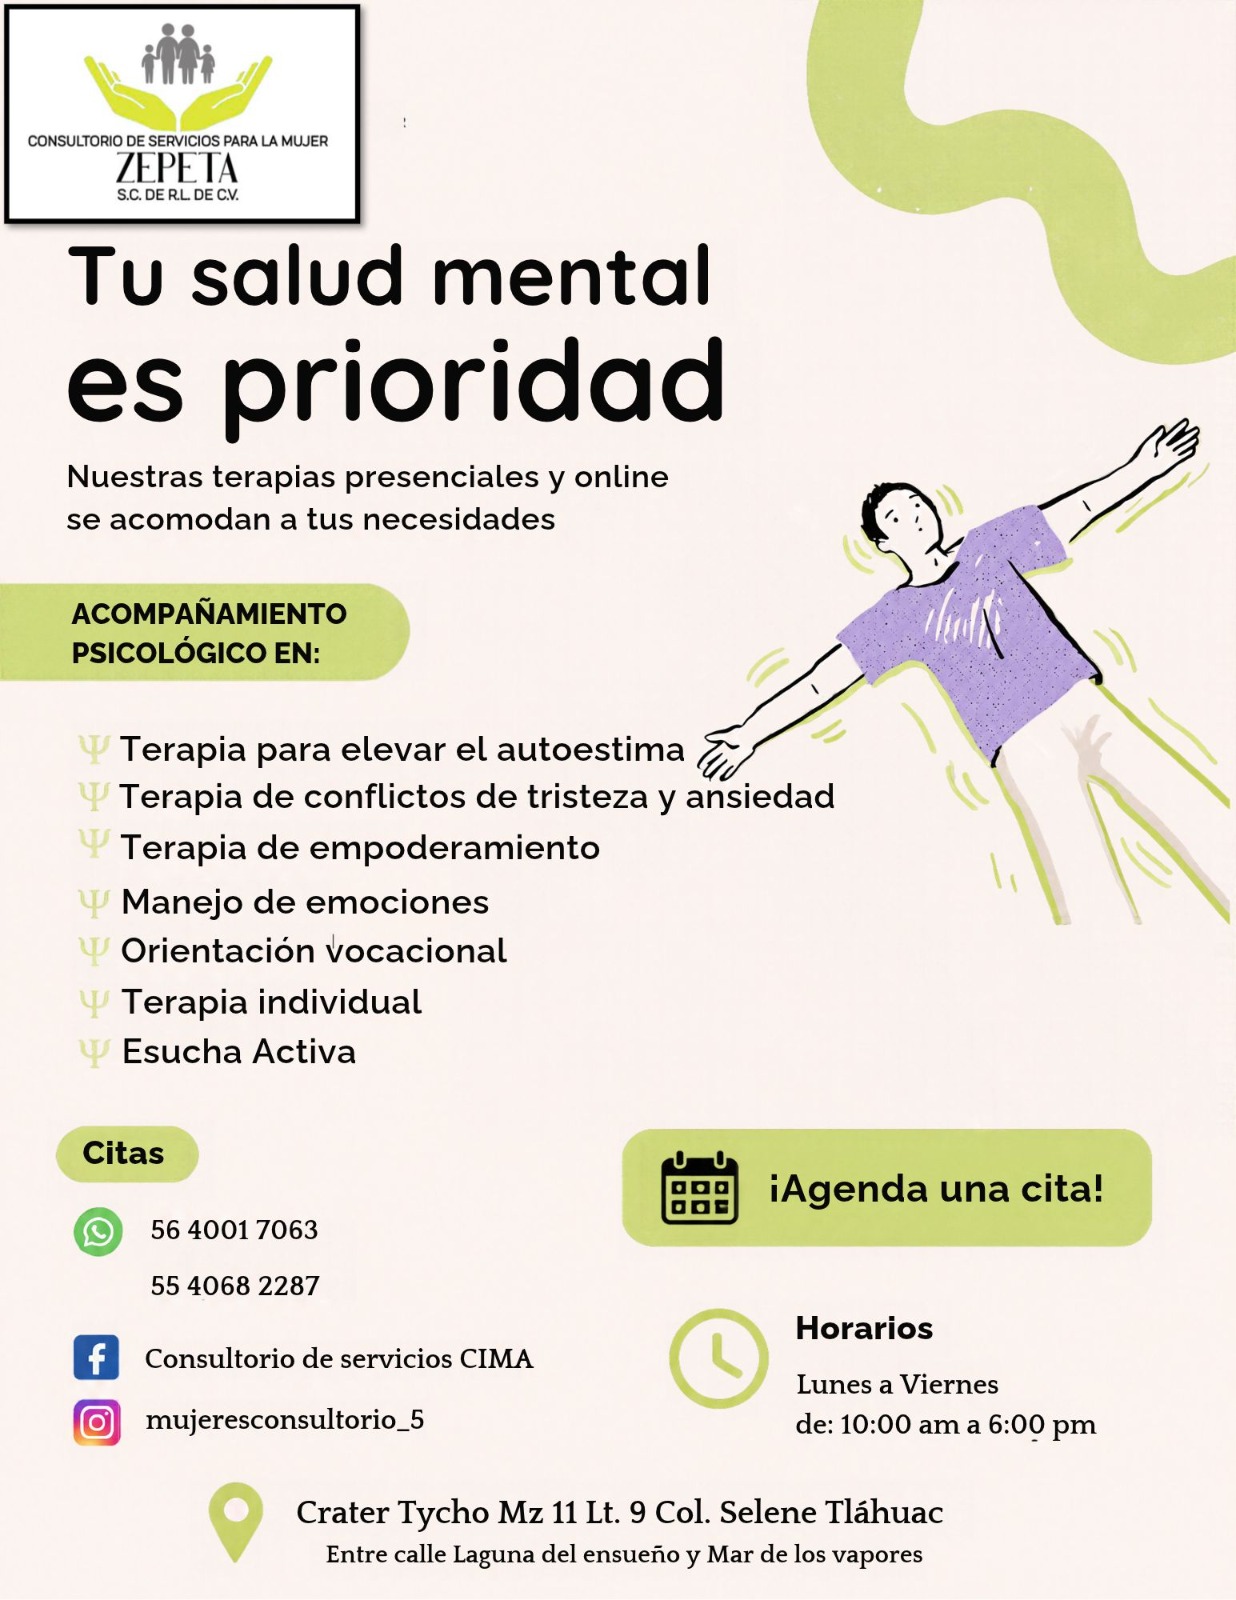 CONSULTORIO DE SERVICIOS PARA LA MUJER
ZEPETA
S.C. DE R.L. DE C.V.
Tu salud mental
es prioridad
Nuestras terapias presenciales y online
se acomodan a tus necesidades
ACOMPAÑAMIENTO
PSICOLÓGICO EN:
Ψ Terapia para elevar el autoestima
Ψ Terapia de conflictos de tristeza y ansiedad
Ψ Terapia de empoderamiento
Ψ Manejo de emociones
Ψ Orientación vocacional
Ψ Terapia individual
Ψ Esucha Activa
Citas
56 4001 7063
55 4068 2287
Consultorio de servicios CIMA
mujeresconsultorio_5
¡Agenda una cita!
Horarios
Lunes a Viernes
de: 10:00 am a 6:00 pm
Crater Tycho Mz 11 Lt. 9 Col. Selene Tláhuac
Entre calle Laguna del ensueño y Mar de los vapores